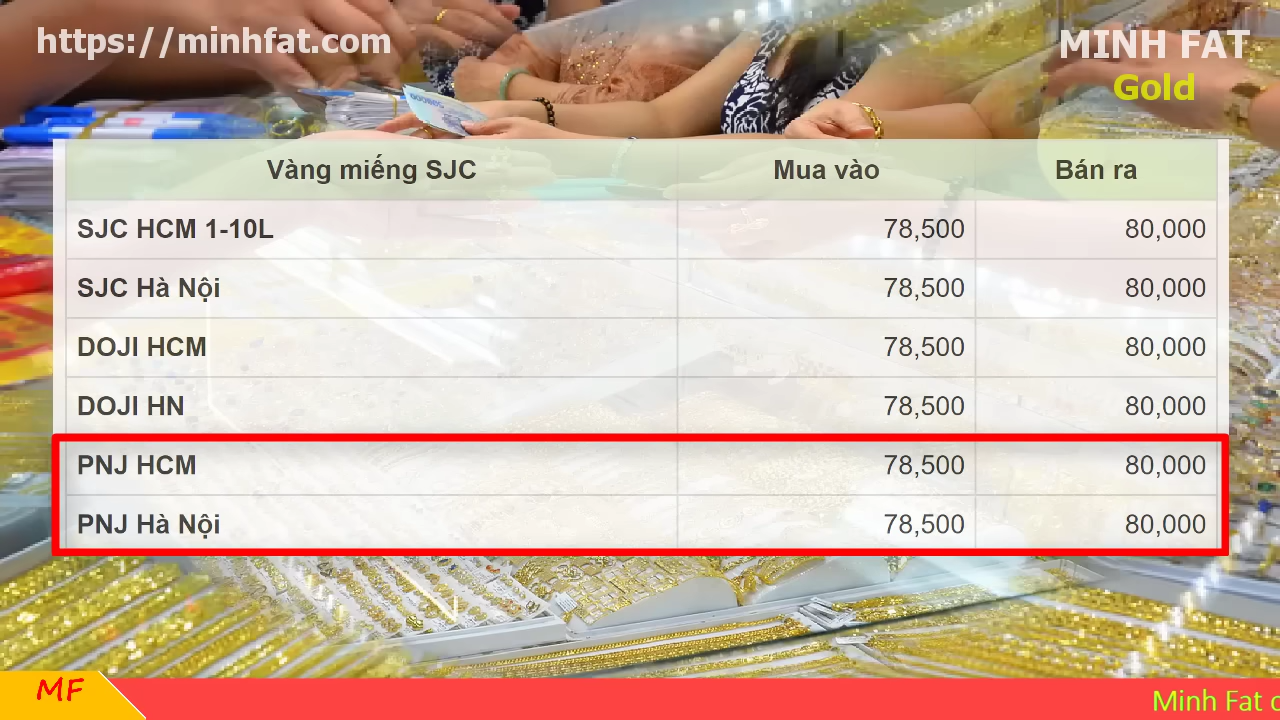 https://minhfat.com
MINH FAT
Gold
Vàng miếng SJC Mua vào Bán ra
SJC HCM 1-10L 78,500 80,000
SJC Hà Nội 78,500 80,000
DOJI HCM 78,500 80,000
DOJI HN 78,500 80,000
PNJ HCM 78,500 80,000
PNJ Hà Nội 78,500 80,000
MF
Minh Fat